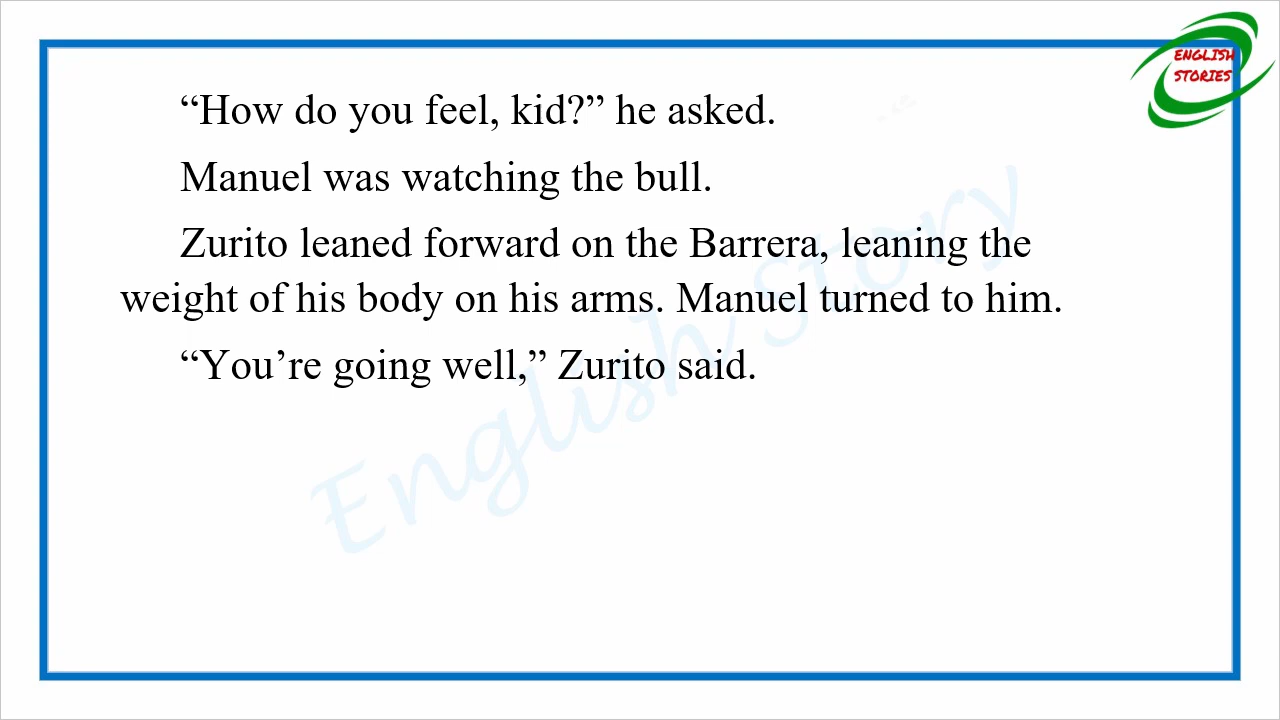 ENGLISH
STORIES
“How do you feel, kid?” he asked.
Manuel was watching the bull.
Zurito leaned forward on the Barrera, leaning the
weight of his body on his arms. Manuel turned to him.
“You’re going well,” Zurito said.
English Story